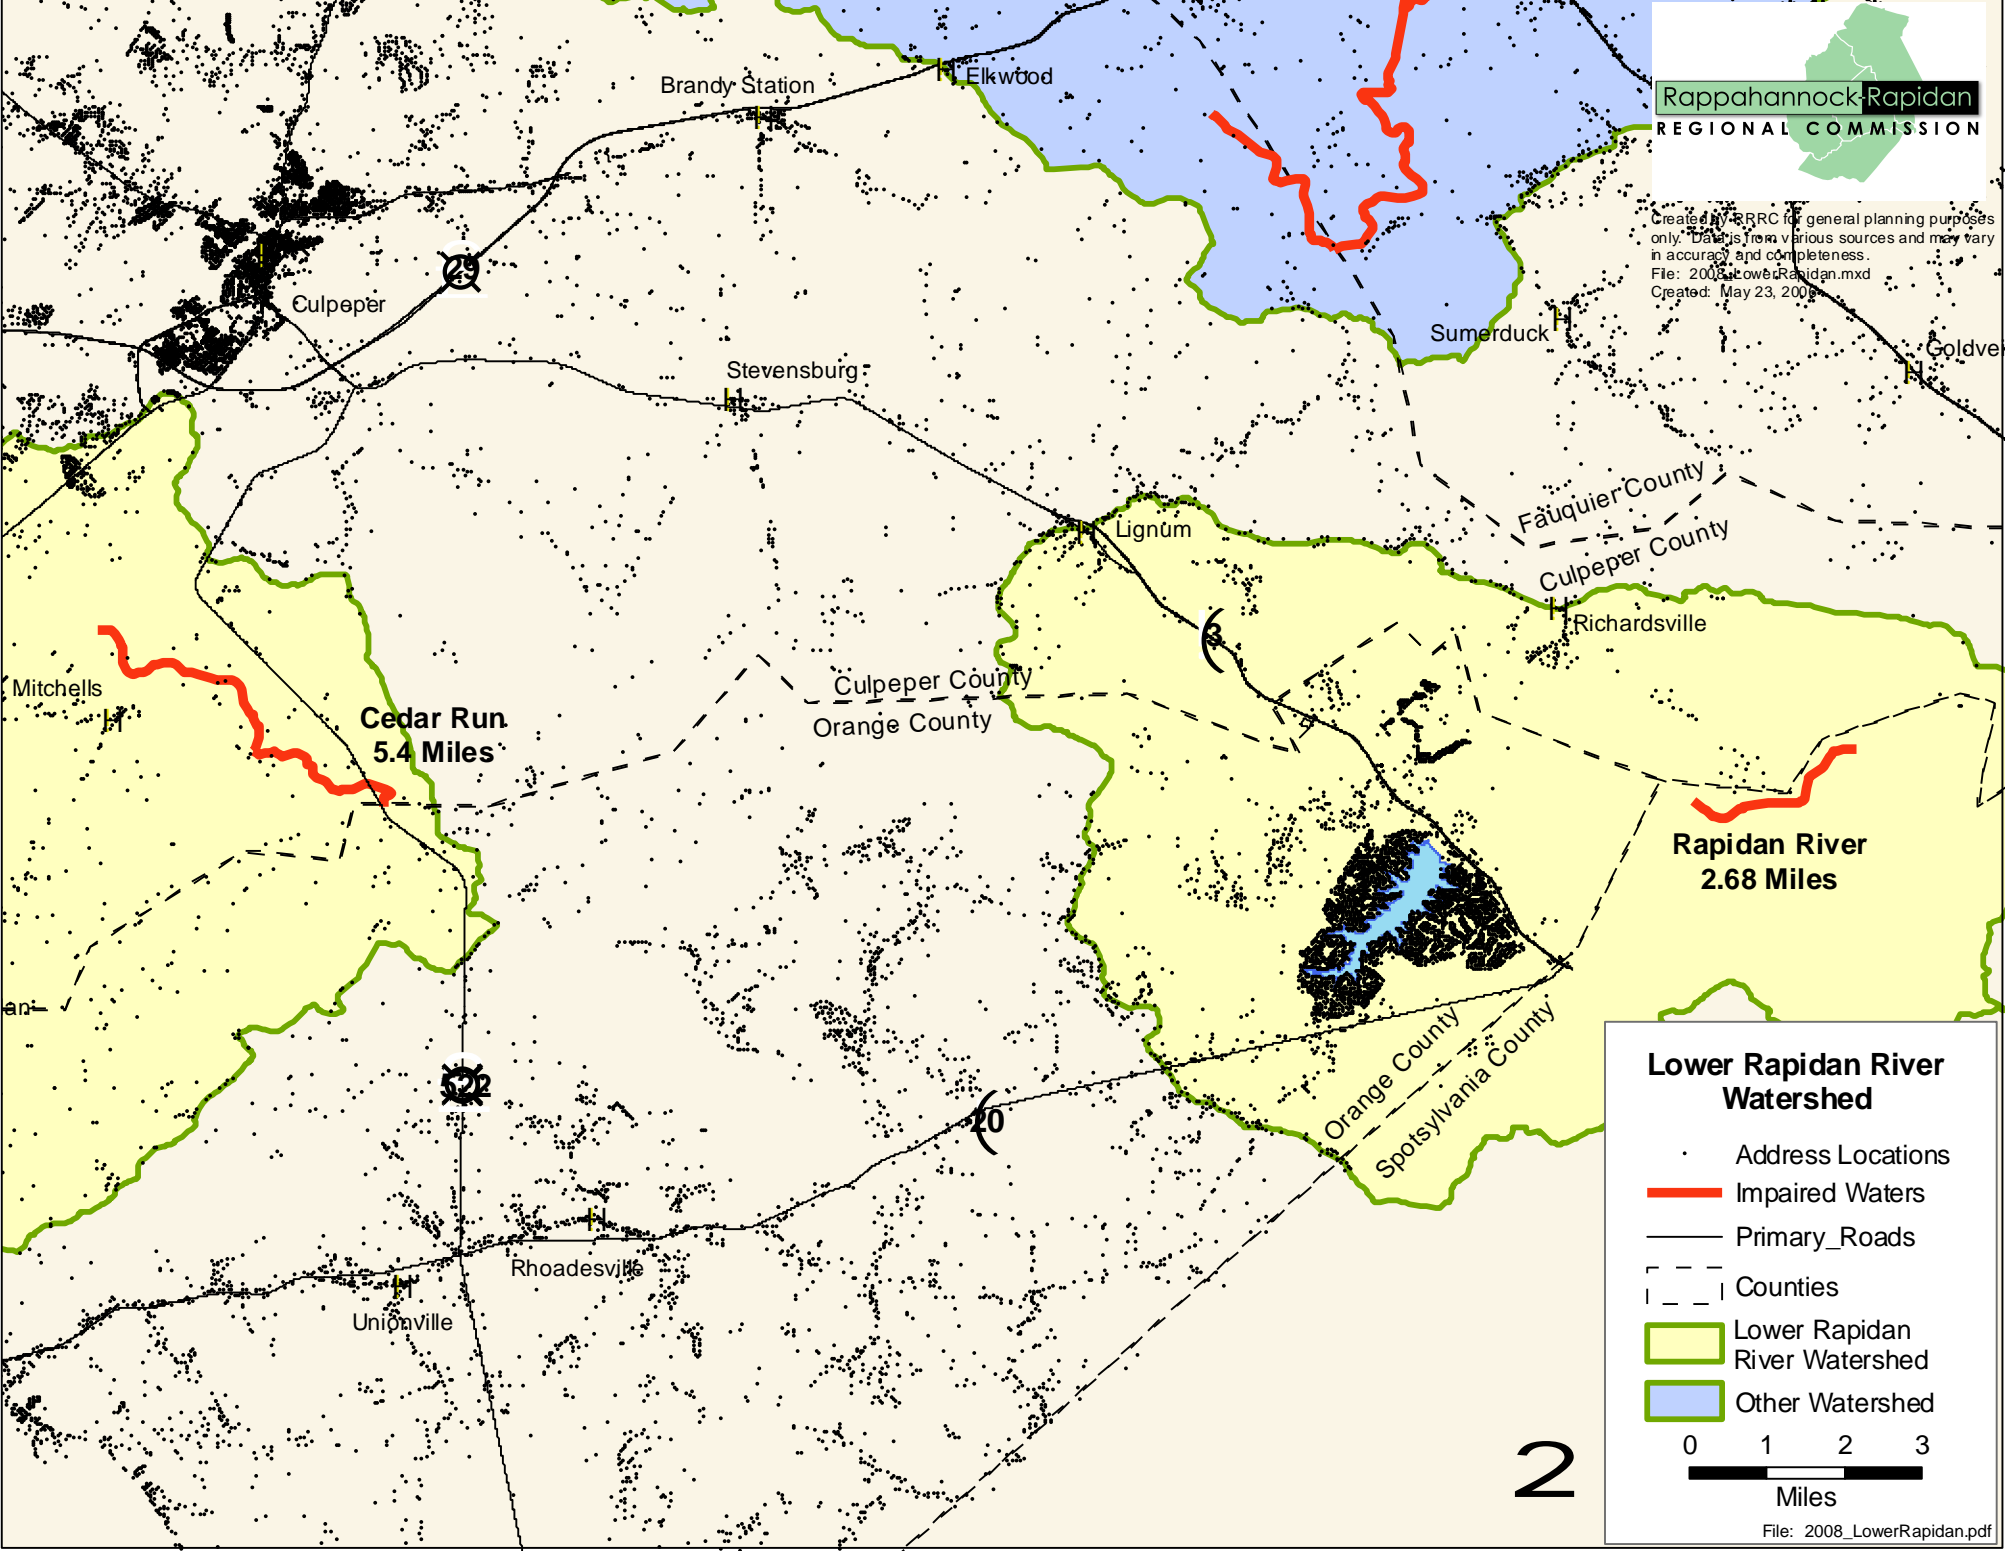 Brandy Station
Elkwood
Rappahannock-Rapidan
REGIONAL COMMISSION
Created by RRRC for general planning purposes
only. Data is from various sources and may vary
in accuracy and completeness.
File: 2008_LowerRapidan.mxd
Created: May 23, 2006
29
Culpeper
Sumerduck
Goldve
Stevensburg
Fauquier County
Culpeper County
Lignum
3
Richardsville
Mitchells
Culpeper County
Orange County
Cedar Run
5.4 Miles
Rapidan River
2.68 Miles
an
522
20
Orange County
Spotsylvania County
Rhoadesville
Unionville
2
Lower Rapidan River
Watershed
Address Locations
Impaired Waters
Primary_Roads
Counties
Lower Rapidan
River Watershed
Other Watershed
0 1 2 3
Miles
File: 2008_LowerRapidan.pdf